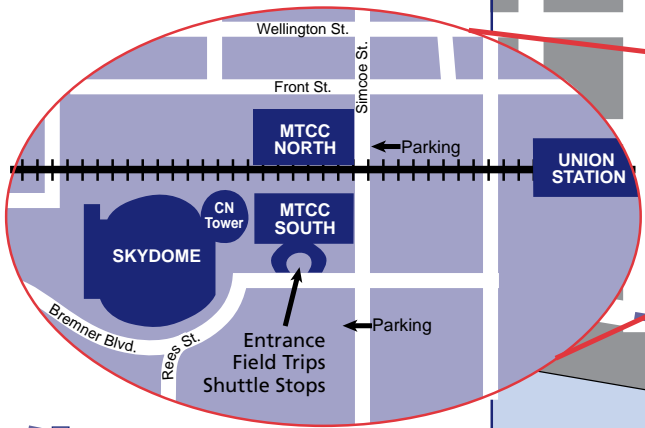 Wellington St.
Simcoe St.
Front St.
MTCC
NORTH
Parking
UNION
STATION
CN
Tower
MTCC
SOUTH
SKYDOME
Bremner Blvd.
Rees St.
Parking
Entrance
Field Trips
Shuttle Stops